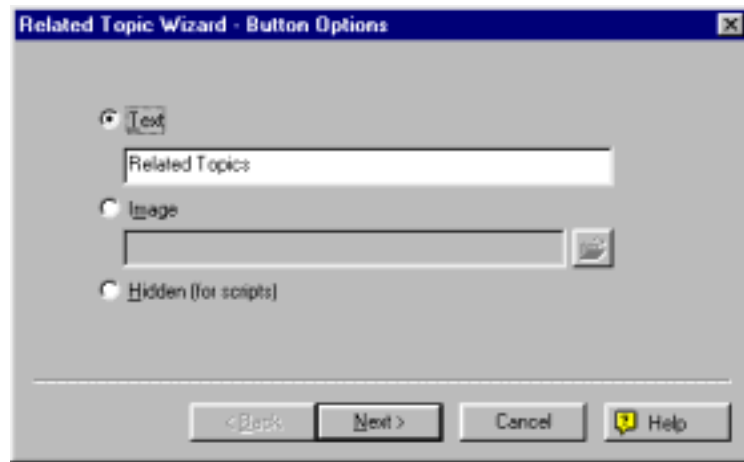 Related Topic Wizard - Button Options
Text
Related Topics
Image
Hidden (for scripts)
< Back Next > Cancel Help